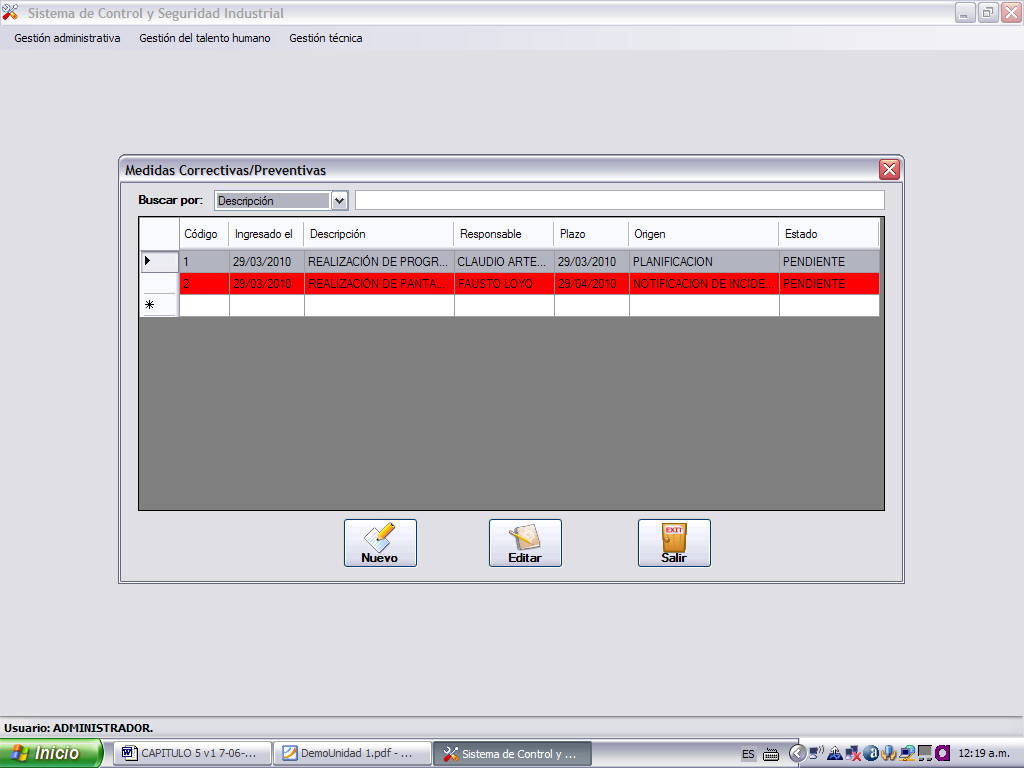 Sistema de Control y Seguridad Industrial
Gestión administrativa Gestión del talento humano Gestión técnica
Medidas Correctivas/Preventivas
Buscar por: Descripción
Código Ingresado el Descripción Responsable Plazo Origen Estado
1 29/03/2010 REALIZACIÓN DE PROGR... CLAUDIO ARTE... 29/03/2010 PLANIFICACION PENDIENTE
2 29/03/2010 REALIZACIÓN DE PANTA... FAUSTO LOYO 29/04/2010 NOTIFICACION DE INCIDE... PENDIENTE
EXIT
Nuevo Editar Salir
Usuario: ADMINISTRADOR.
Inicio CAPITULO 5 v1 7-06-... DemoUnidad 1.pdf - ... Sistema de Control y ... ES 12:19 a.m.